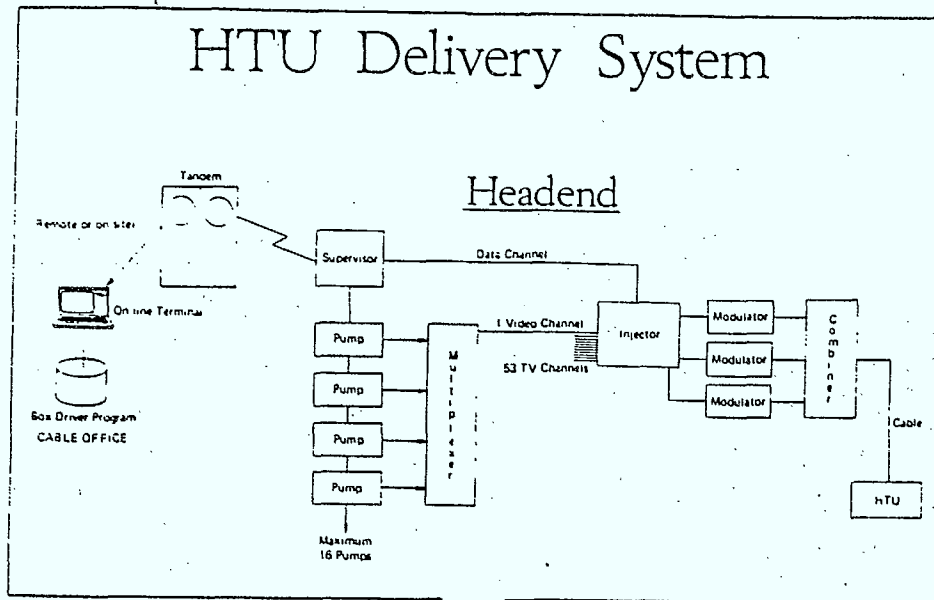 HTU Delivery System
Headend
Tandem
Remote or on site
On line Terminal
Box Driver Program
CABLE OFFICE
Supervisor
Data Channel
Pump
Pump
Pump
Pump
Maximum
16 Pumps
Multiplexer
1 Video Channel
53 TV Channels
Injector
Modulator
Modulator
Modulator
Combiner
Cable
HTU